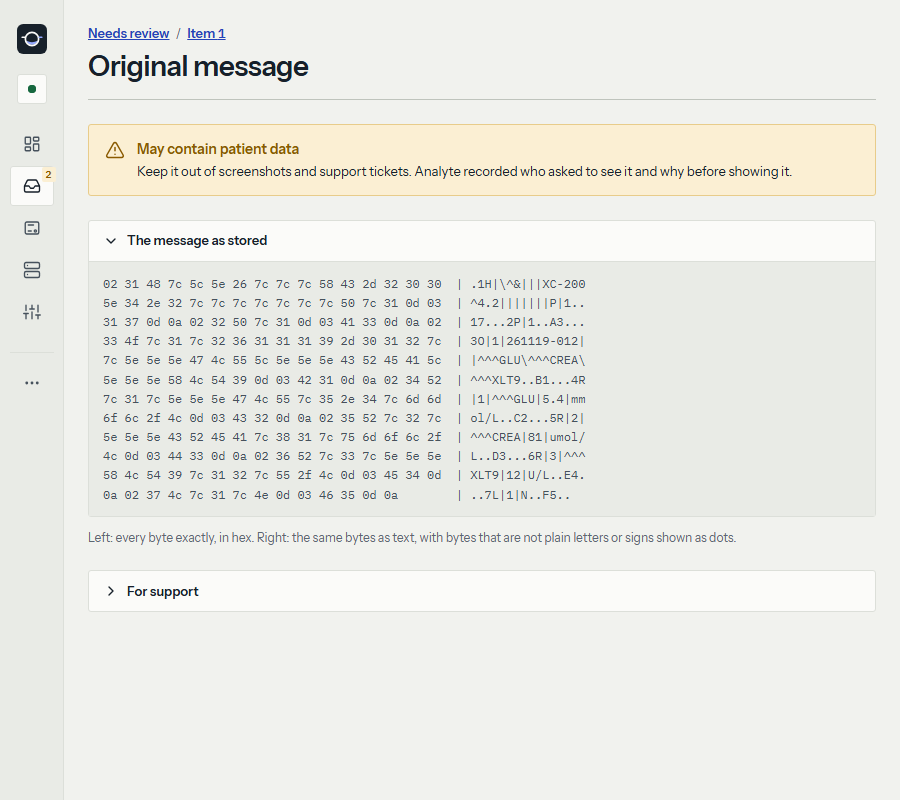 Needs review / Item 1
Original message
2
May contain patient data
Keep it out of screenshots and support tickets. Analyte recorded who asked to see it and why before showing it.
The message as stored
02 31 48 7c 5c 5e 26 7c 7c 7c 58 43 2d 32 30 30 | .1H|\^&|||XC-200
5e 34 2e 32 7c 7c 7c 7c 7c 7c 7c 50 7c 31 0d 03 | ^4.2|||||||P|1..
31 37 0d 0a 02 32 50 7c 31 0d 03 41 33 0d 0a 02 | 17...2P|1..A3...
33 4f 7c 31 7c 32 36 31 31 31 39 2d 30 31 32 7c | 3O|1|261119-012|
7c 5e 5e 5e 47 4c 55 5c 5e 5e 5e 43 52 45 41 5c | |^^^GLU\^^^CREA\
5e 5e 5e 58 4c 54 39 0d 03 42 31 0d 0a 02 34 52 | ^^^XLT9..B1...4R
7c 31 7c 5e 5e 5e 47 4c 55 7c 35 2e 34 7c 6d 6d | |1|^^^GLU|5.4|mm
6f 6c 2f 4c 0d 03 43 32 0d 0a 02 35 52 7c 32 7c | ol/L..C2...5R|2|
5e 5e 5e 43 52 45 41 7c 38 31 7c 75 6d 6f 6c 2f | ^^^CREA|81|umol/
4c 0d 03 44 33 0d 0a 02 36 52 7c 33 7c 5e 5e 5e | L..D3...6R|3|^^^
58 4c 54 39 7c 31 32 7c 55 2f 4c 0d 03 45 34 0d | XLT9|12|U/L..E4.
0a 02 37 4c 7c 31 7c 4e 0d 03 46 35 0d 0a | ..7L|1|N..F5..
Left: every byte exactly, in hex. Right: the same bytes as text, with bytes that are not plain letters or signs shown as dots.
For support